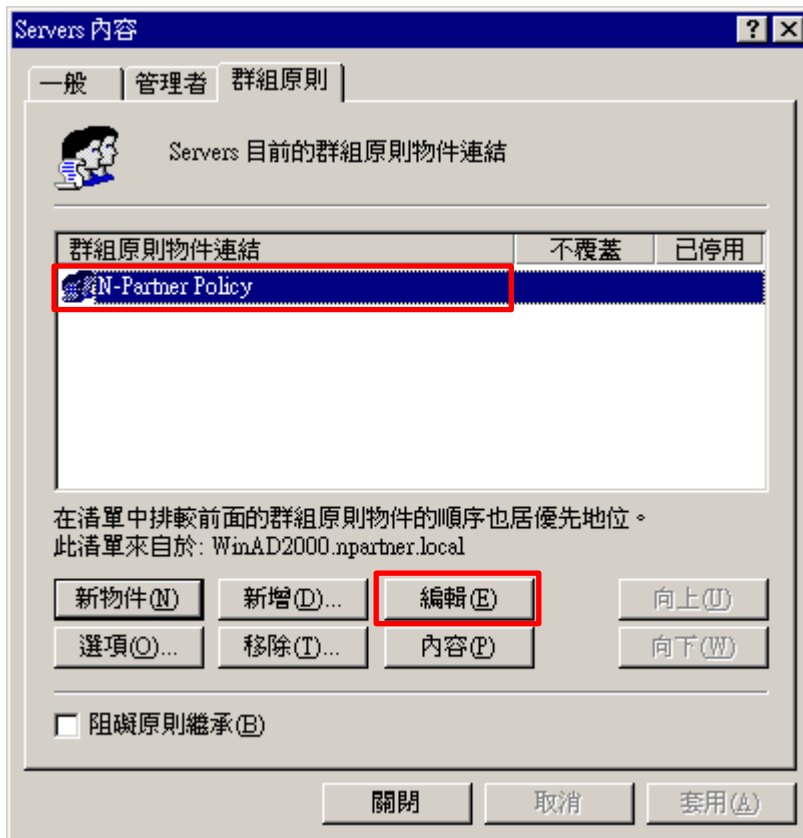 Servers 內容
一般 管理者 群組原則
Servers 目前的群組原則物件連結
群組原則物件連結 不覆蓋 已停用
N-Partner Policy
在清單中排較前面的群組原則物件的順序也居優先地位。
此清單來自於: WinAD2000.npartner.local
新物件(N) 新增(D)... 編輯(E) 向上(U)
選項(O)... 移除(T)... 內容(P) 向下(W)
阻礙原則繼承(B)
關閉 取消 套用(A)